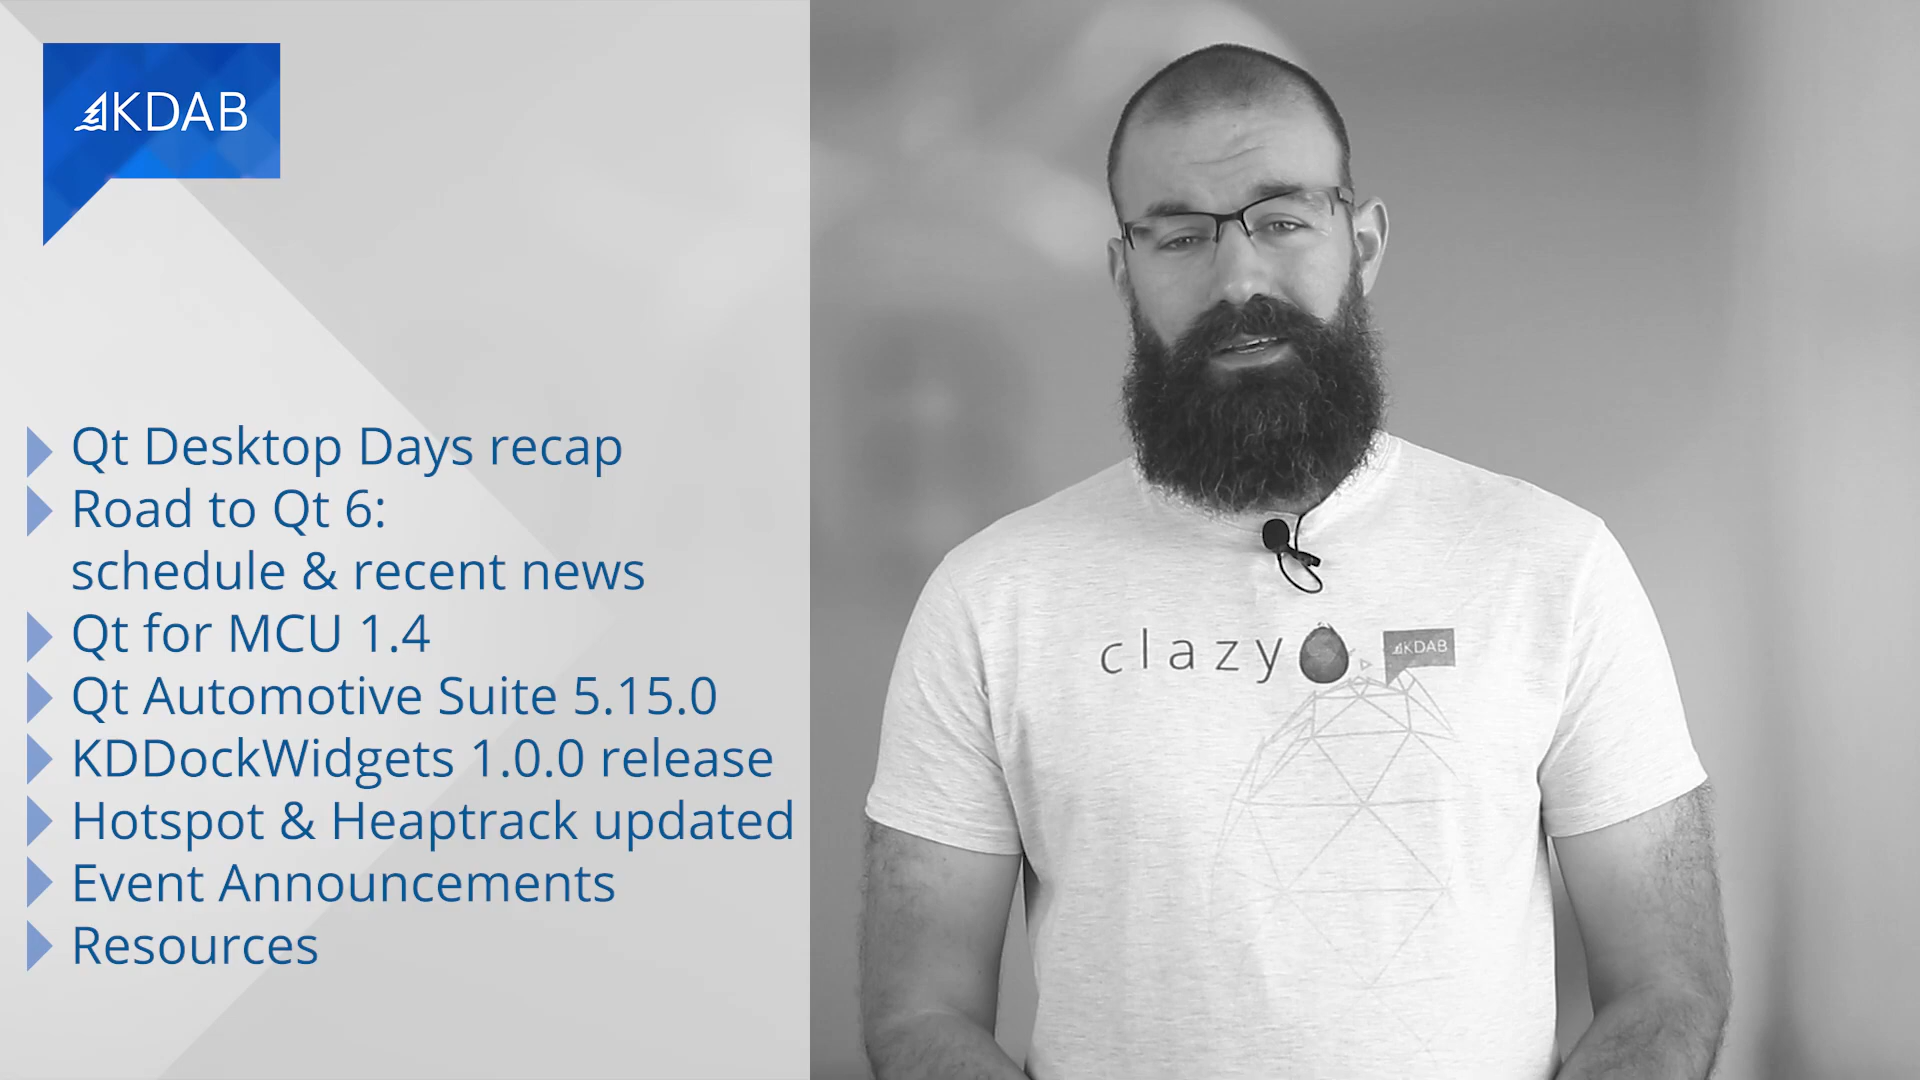 KDAB
Qt Desktop Days recap
Road to Qt 6:
schedule & recent news
Qt for MCU 1.4
Qt Automotive Suite 5.15.0
KDDockWidgets 1.0.0 release
Hotspot & Heaptrack updated
Event Announcements
Resources
clazy
KDAB